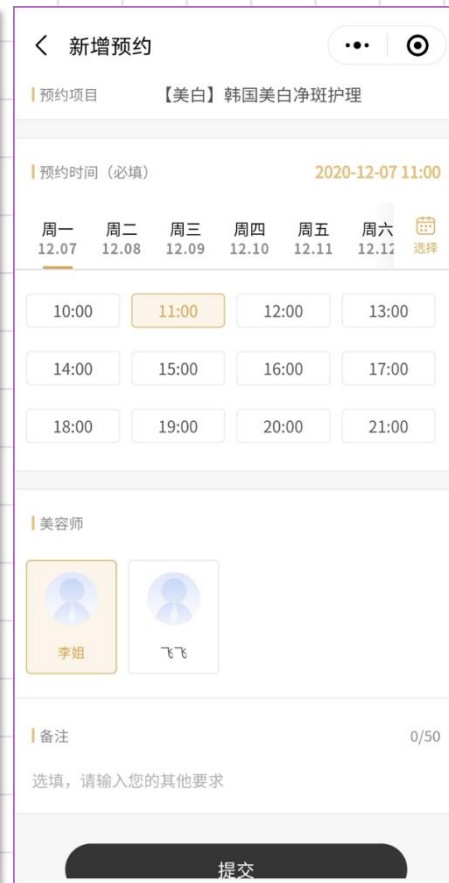 新增预约
预约项目 【美白】韩国美白净斑护理
预约时间（必填） 2020-12-07 11:00
周一 周二 周三 周四 周五 周六
12.07 12.08 12.09 12.10 12.11 12.12 选择
10:00 11:00 12:00 13:00
14:00 15:00 16:00 17:00
18:00 19:00 20:00 21:00
美容师
李姐 飞飞
备注 0/50
选填，请输入您的其他要求
提交